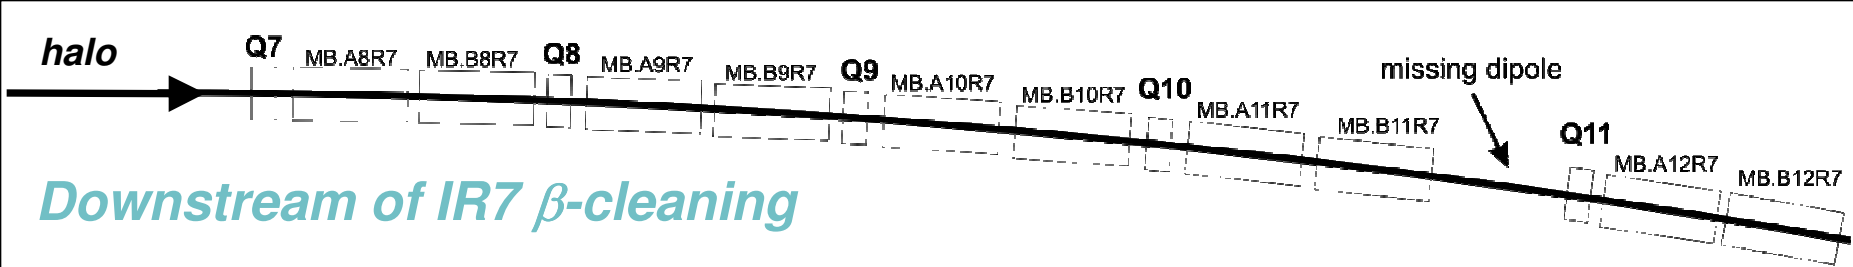 halo
Q7
MB.A8R7
MB.B8R7
Q8
MB.A9R7
MB.B9R7
Q9
MB.A10R7
MB.B10R7
Q10
MB.A11R7
MB.B11R7
missing dipole
Q11
MB.A12R7
MB.B12R7
Downstream of IR7 β-cleaning